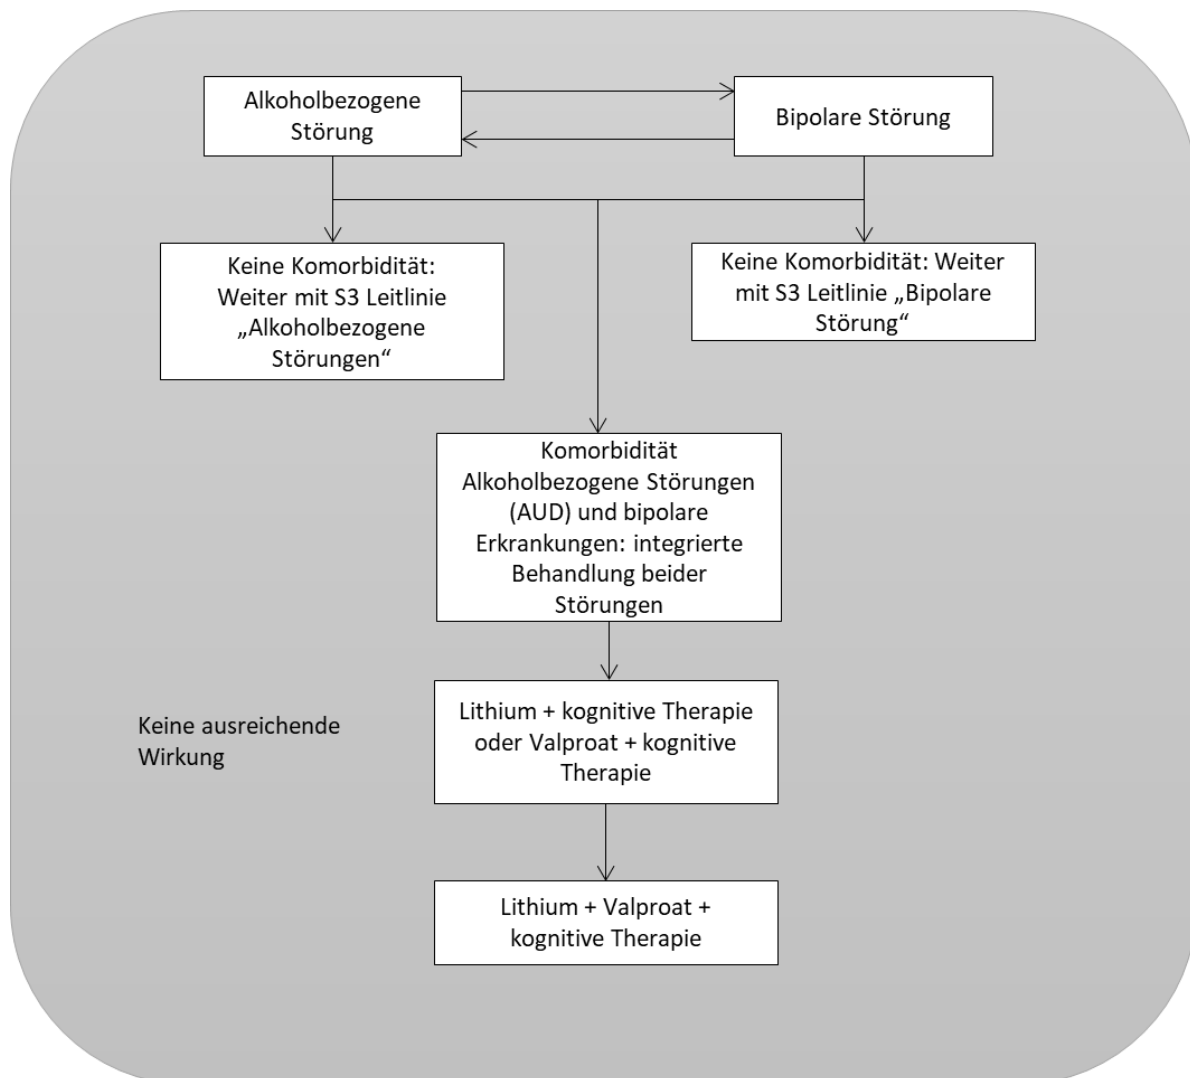 Alkoholbezogene
Störung
Bipolare Störung
Keine Komorbidität:
Weiter mit S3 Leitlinie
„Alkoholbezogene
Störungen“
Keine Komorbidität: Weiter
mit S3 Leitlinie „Bipolare
Störung“
Komorbidität
Alkoholbezogene Störungen
(AUD) und bipolare
Erkrankungen: integrierte
Behandlung beider
Störungen
Keine ausreichende
Wirkung
Lithium + kognitive Therapie
oder Valproat + kognitive
Therapie
Lithium + Valproat +
kognitive Therapie